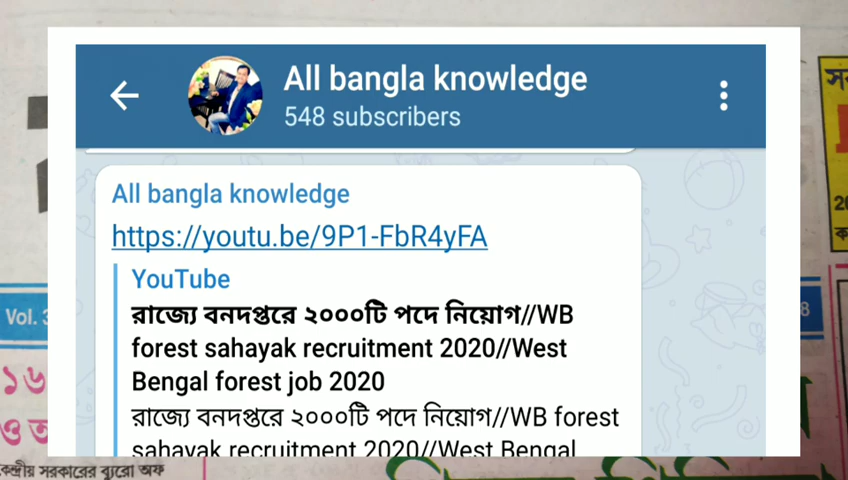 All bangla knowledge
548 subscribers
All bangla knowledge
https://youtu.be/9P1-FbR4yFA
YouTube
রাজ্যে বনদপ্তরে ২০০০টি পদে নিয়োগ//WB
forest sahayak recruitment 2020//West
Bengal forest job 2020
রাজ্যে বনদপ্তরে ২০০০টি পদে নিয়োগ//WB forest
sahayak recruitment 2020//West Bengal
Vol. 3
8
১৬
ও ত
কেন্দ্রীয় সরকারের ব্যুরো অফ